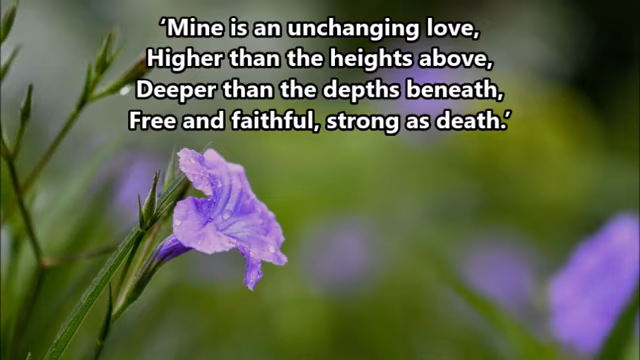 ‘Mine is an unchanging love,
Higher than the heights above,
Deeper than the depths beneath,
Free and faithful, strong as death.’